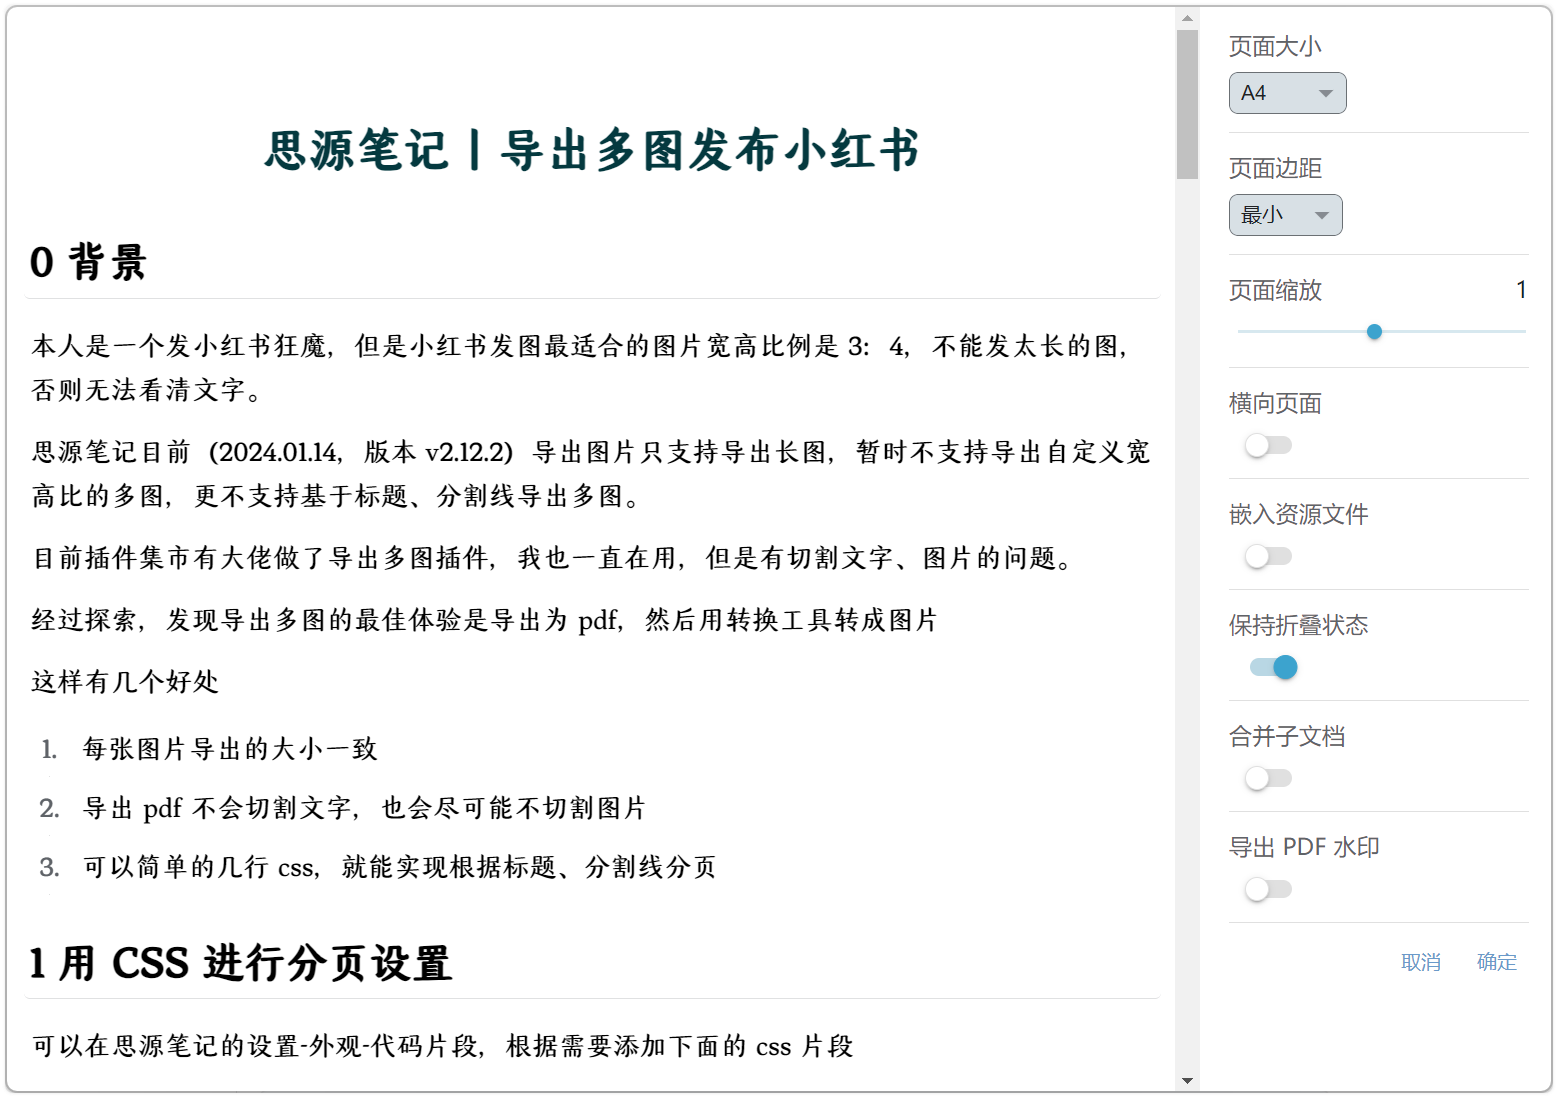 思源笔记丨导出多图发布小红书
0 背景
本人是一个发小红书狂魔，但是小红书发图最适合的图片宽高比例是 3：4，不能发太长的图，
否则无法看清文字。
思源笔记目前（2024.01.14，版本 v2.12.2）导出图片只支持导出长图，暂时不支持导出自定义宽
高比的多图，更不支持基于标题、分割线导出多图。
目前插件集市有大佬做了导出多图插件，我也一直在用，但是有切割文字、图片的问题。
经过探索，发现导出多图的最佳体验是导出为 pdf，然后用转换工具转成图片
这样有几个好处
1. 每张图片导出的大小一致
2. 导出 pdf 不会切割文字，也会尽可能不切割图片
3. 可以简单的几行 css，就能实现根据标题、分割线分页
1 用 CSS 进行分页设置
可以在思源笔记的设置-外观-代码片段，根据需要添加下面的 css 片段
页面大小
A4
页面边距
最小
页面缩放 1
横向页面
嵌入资源文件
保持折叠状态
合并子文档
导出 PDF 水印
取消 确定